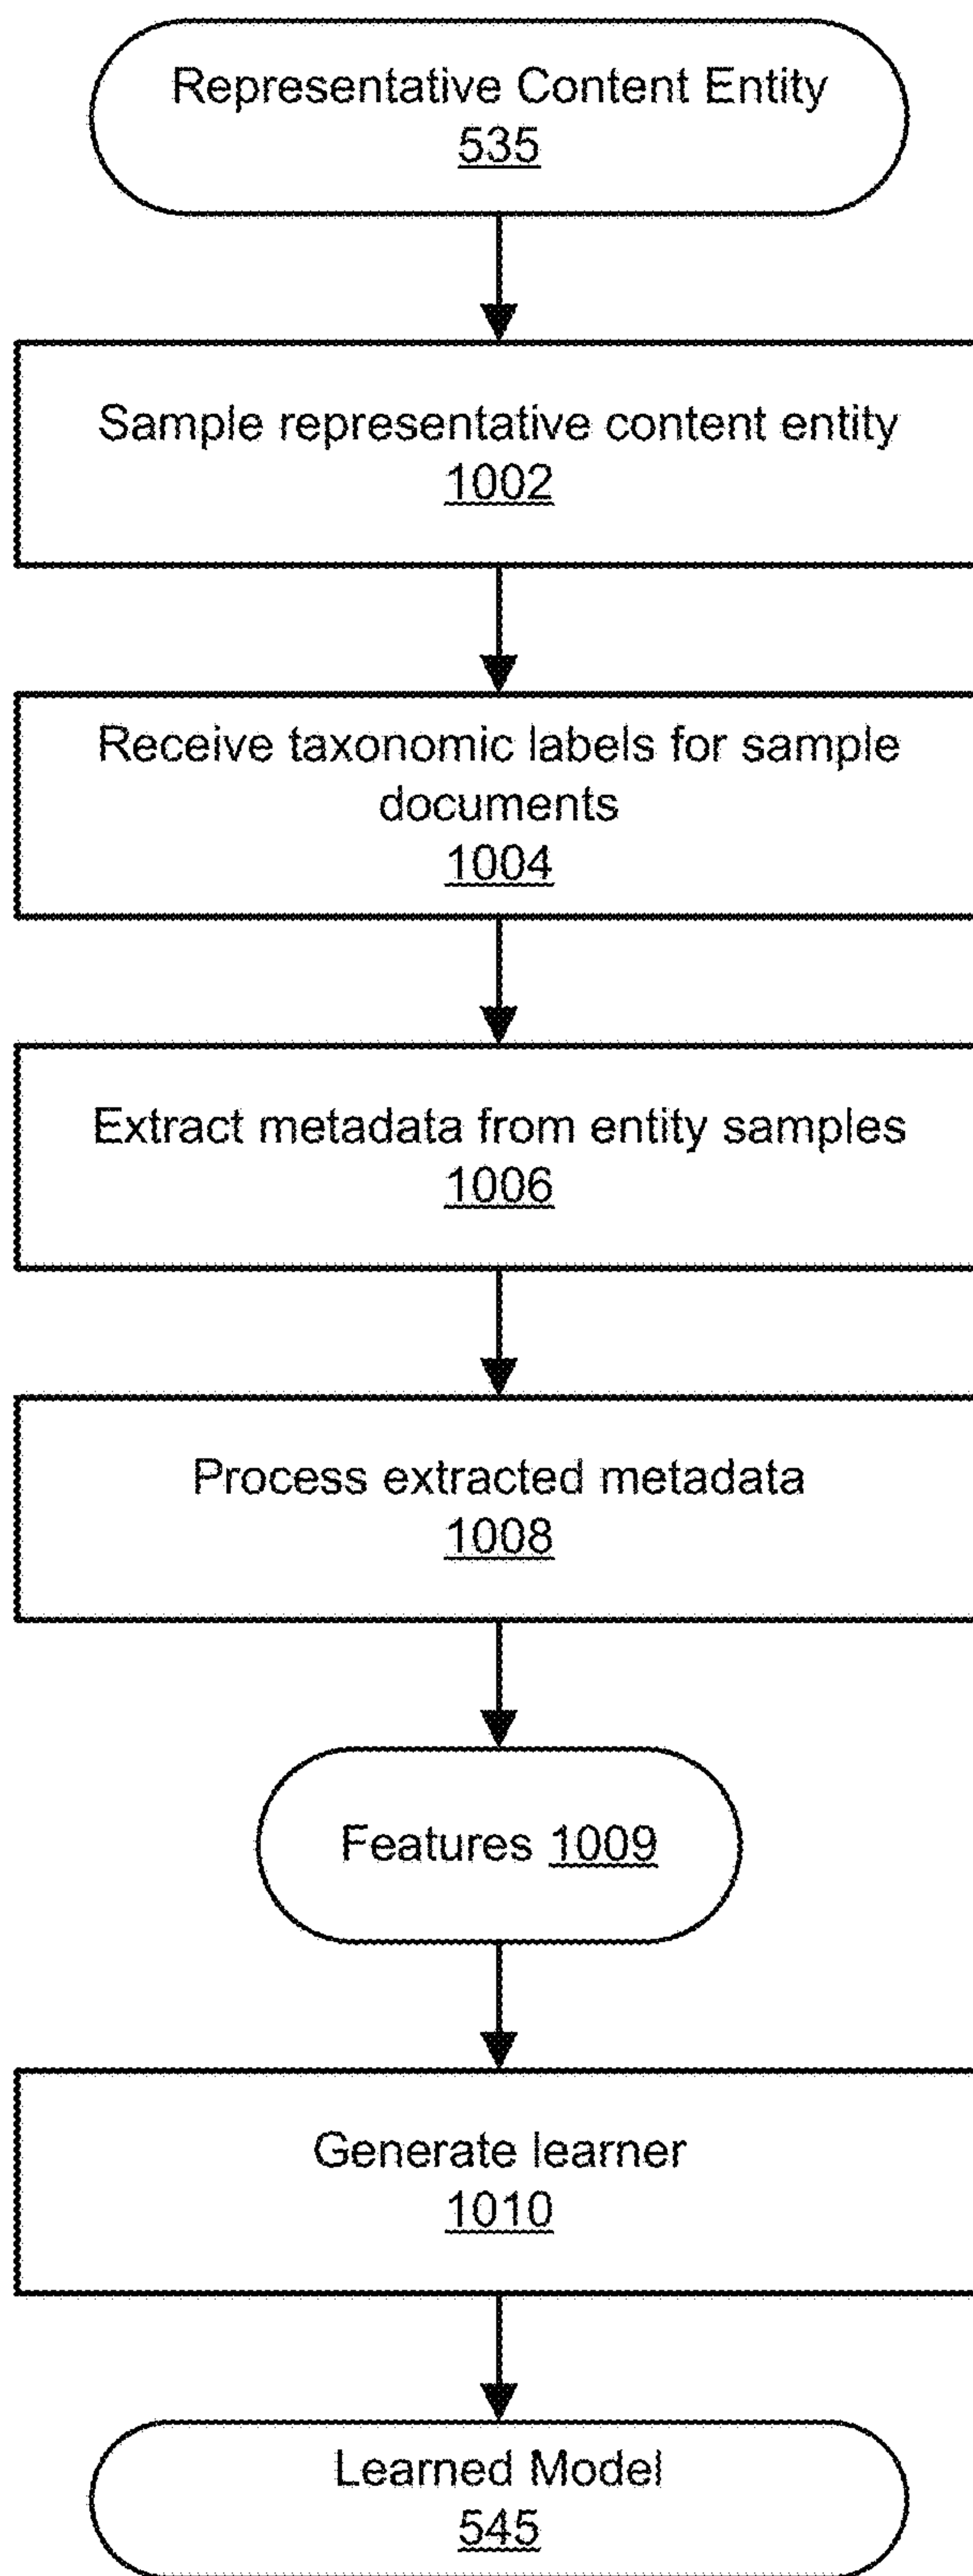 Representative Content Entity
535
Sample representative content entity
1002
Receive taxonomic labels for sample
documents
1004
Extract metadata from entity samples
1006
Process extracted metadata
1008
Features 1009
Generate learner
1010
Learned Model
545